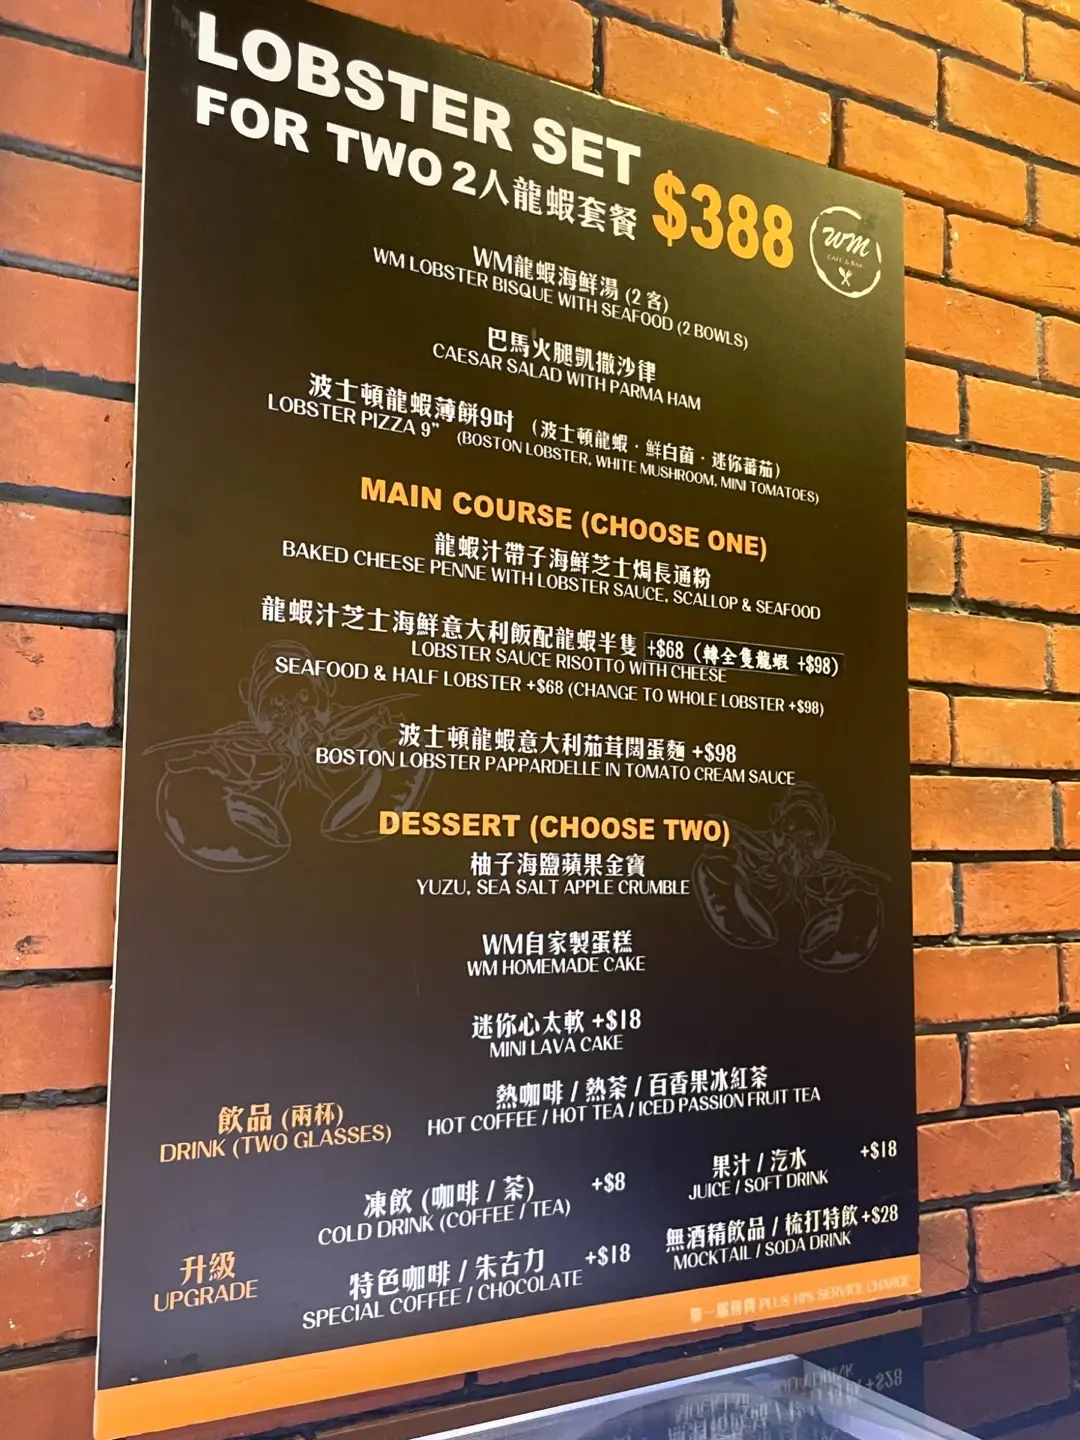 LOBSTER SET
FOR TWO 2人龍蝦套餐 $388
WM
CAFE & BAR
WM龍蝦海鮮湯 (2 客)
WM LOBSTER BISQUE WITH SEAFOOD (2 BOWLS)
巴馬火腿凱撒沙律
CAESAR SALAD WITH PARMA HAM
波士頓龍蝦薄餅9吋 (波士頓龍蝦．鮮白菌．迷你蕃茄)
LOBSTER PIZZA 9" (BOSTON LOBSTER, WHITE MUSHROOM, MINI TOMATOES)
MAIN COURSE (CHOOSE ONE)
龍蝦汁帶子海鮮芝士焗長通粉
BAKED CHEESE PENNE WITH LOBSTER SAUCE, SCALLOP & SEAFOOD
龍蝦汁芝士海鮮意大利飯配龍蝦半隻 +$68 (轉全隻龍蝦 +$98)
LOBSTER SAUCE RISOTTO WITH CHEESE
SEAFOOD & HALF LOBSTER +$68 (CHANGE TO WHOLE LOBSTER +$98)
波士頓龍蝦意大利茄茸闊蛋麵 +$98
BOSTON LOBSTER PAPPARDELLE IN TOMATO CREAM SAUCE
DESSERT (CHOOSE TWO)
柚子海鹽蘋果金寶
YUZU, SEA SALT APPLE CRUMBLE
WM自家製蛋糕
WM HOMEMADE CAKE
迷你心太軟 +$18
MINI LAVA CAKE
飲品 (兩杯) 熱咖啡 / 熱茶 / 百香果冰紅茶
DRINK (TWO GLASSES) HOT COFFEE / HOT TEA / ICED PASSION FRUIT TEA
凍飲 (咖啡 / 茶) +$8 果汁 / 汽水 +$18
COLD DRINK (COFFEE / TEA) JUICE / SOFT DRINK
升級 特色咖啡 / 朱古力 +$18 無酒精飲品 / 梳打特飲 +$28
UPGRADE SPECIAL COFFEE / CHOCOLATE MOCKTAIL / SODA DRINK
加一服務費 PLUS 10% SERVICE CHARGE